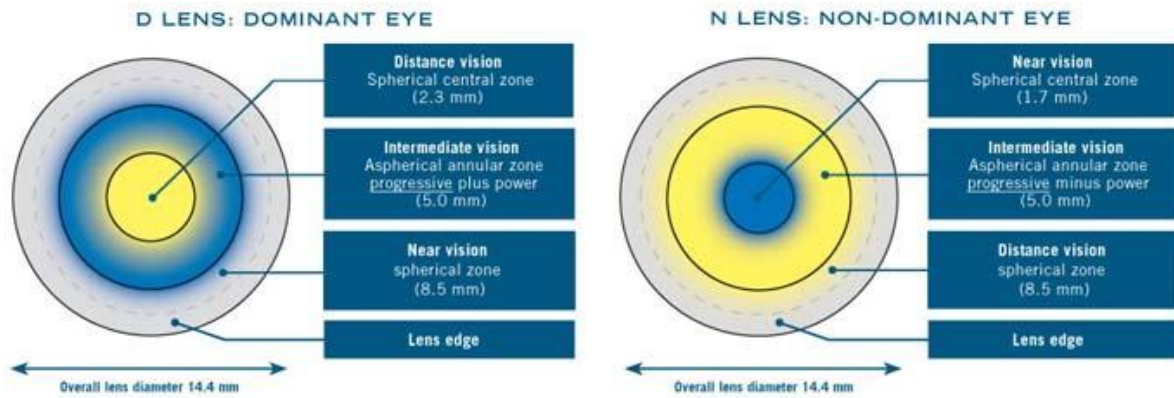 D LENS: DOMINANT EYE
Distance vision
Spherical central zone
(2.3 mm)
Intermediate vision
Aspherical annular zone
progressive plus power
(5.0 mm)
Near vision
spherical zone
(8.5 mm)
Lens edge
Overall lens diameter 14.4 mm
N LENS: NON-DOMINANT EYE
Near vision
Spherical central zone
(1.7 mm)
Intermediate vision
Aspherical annular zone
progressive minus power
(5.0 mm)
Distance vision
spherical zone
(8.5 mm)
Lens edge
Overall lens diameter 14.4 mm